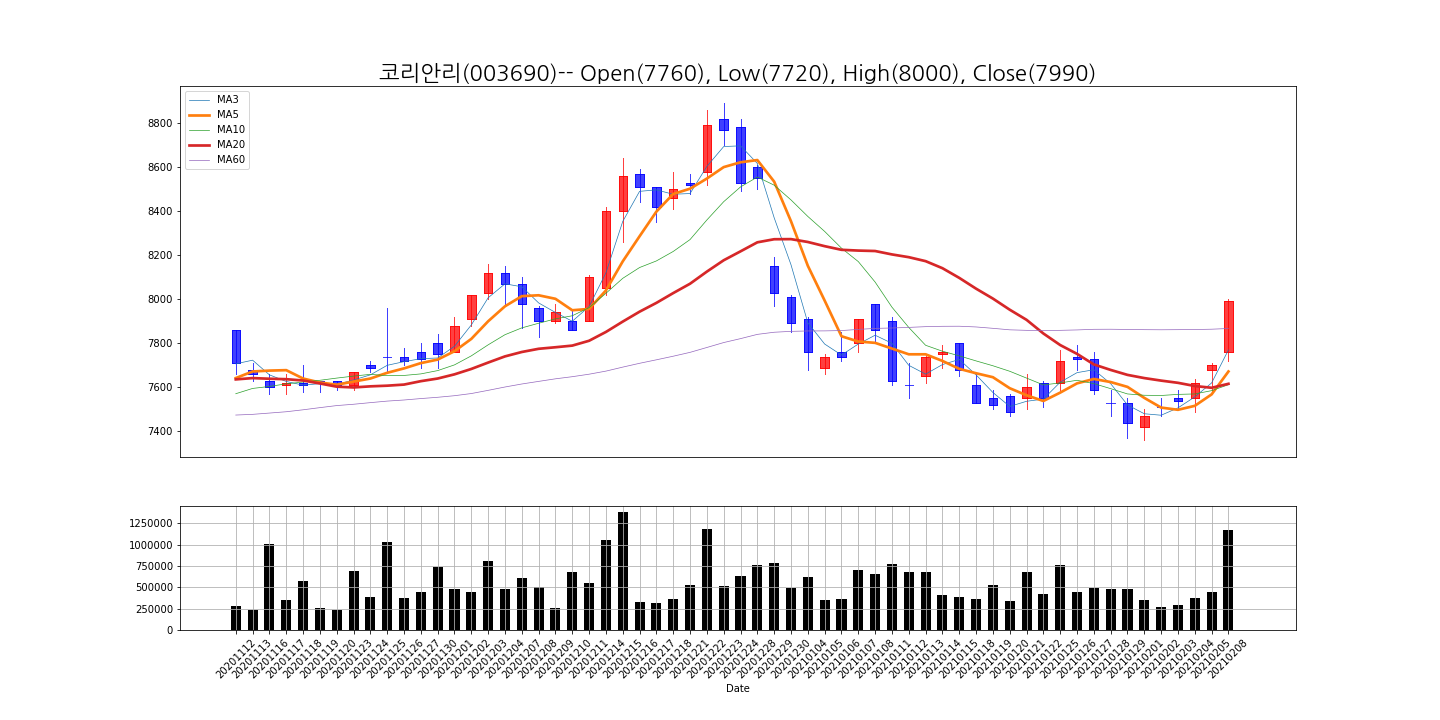 코리안리(003690)-- Open(7760), Low(7720), High(8000), Close(7990)
MA3
MA5
MA10
MA20
MA60
8800
8600
8400
8200
8000
7800
7600
7400
1250000
1000000
750000
500000
250000
0
20201112 20201113 20201116 20201117 20201118 20201119 20201120 20201123 20201124 20201125 20201126 20201127 20201130 20201201 20201202 20201203 20201204 20201207 20201208 20201209 20201210 20201211 20201214 20201215 20201216 20201217 20201218 20201221 20201222 20201223 20201224 20201228 20201229 20201230 20210104 20210105 20210106 20210107 20210108 20210111 20210112 20210113 20210114 20210115 20210118 20210119 20210120 20210121 20210122 20210125 20210126 20210127 20210128 20210129 20210201 20210202 20210203 20210204 20210205 20210208
Date